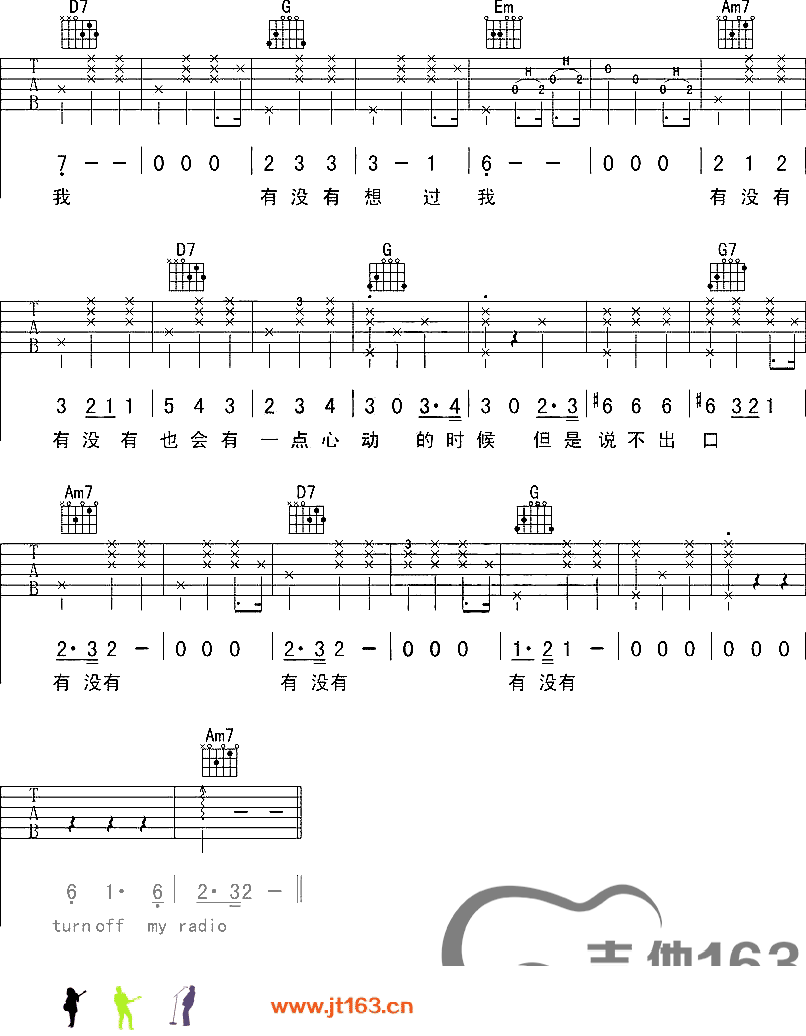 D7 G Em Am7
T A B H H H 0 2 0 2 0 0 0 2
7 - - | 0 0 0 | 2 3 3 | 3 - 1 | 6 - - | 0 0 0 | 2 1 2
我 有 没 有 想 过 我 有 没 有
D7 G G7
T A B 3
3 2 1 1 | 5 4 3 | 2 3 4 | 3 0 3· 4 | 3 0 2· 3 | #6 6 6 | #6 3 2 1
有 没 有 也 会 有 一 点 心 动 的 时 候 但 是 说 不 出 口
Am7 D7 G
T A B 3
2· 3 2 - | 0 0 0 | 2· 3 2 - | 0 0 0 | 1· 2 1 - | 0 0 0 | 0 0 0
有 没有 有 没有 有 没有
Am7
T A B
6 1· 6 | 2· 3 2 - ||
turn off my radio
吉他163
www.jt163.cn